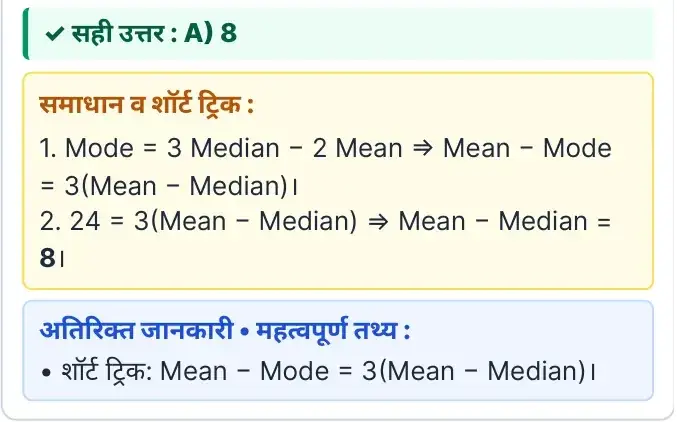 ✓ सही उत्तर : A) 8
समाधान व शॉर्ट ट्रिक :
1. Mode = 3 Median − 2 Mean ⇒ Mean − Mode
= 3(Mean − Median)।
2. 24 = 3(Mean − Median) ⇒ Mean − Median =
8।
अतिरिक्त जानकारी • महत्वपूर्ण तथ्य :
• शॉर्ट ट्रिक: Mean − Mode = 3(Mean − Median)।